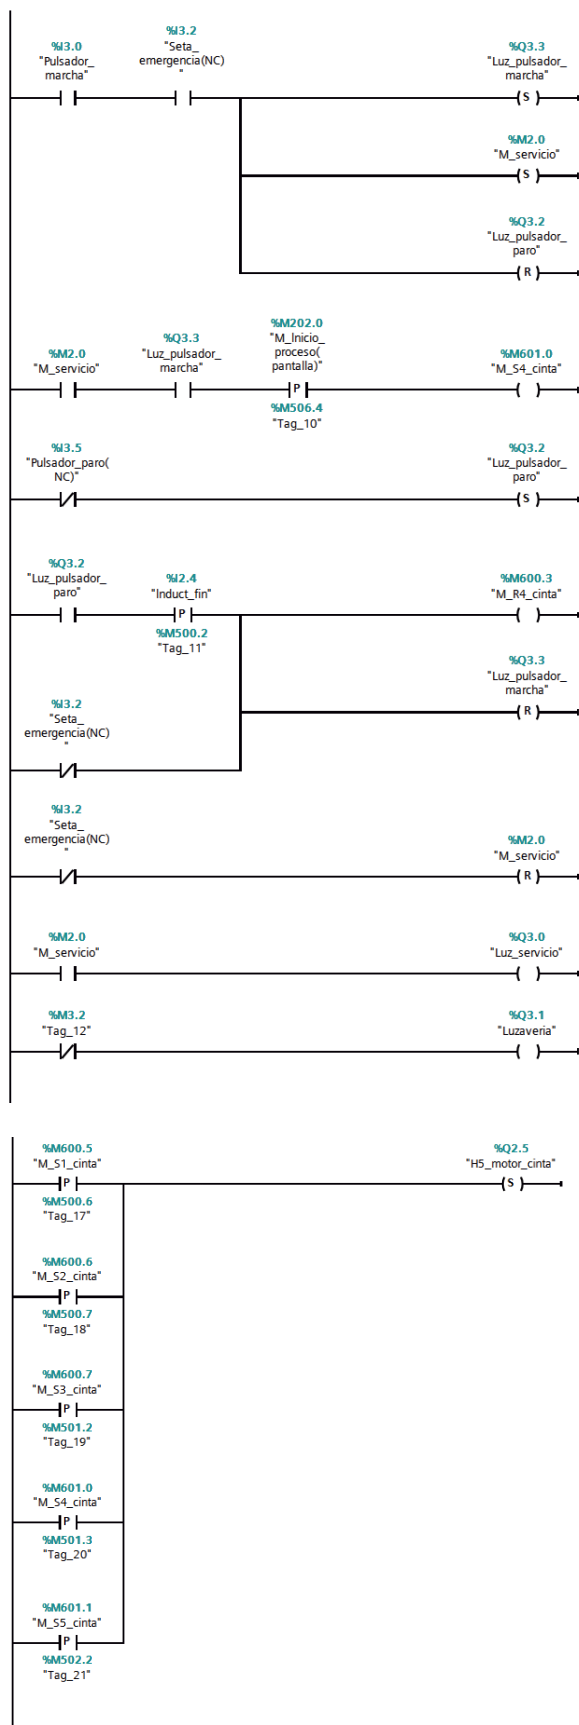 %I3.2
%I3.0
"Seta_
%Q3.3
"Pulsador_
emergencia(NC)
"Luz_pulsador_
marcha"
"
marcha"
S
%M2.0
"M_servicio"
S
%Q3.2
"Luz_pulsador_
paro"
R
%M202.0
%Q3.3
"M_Inicio_
%M2.0
"Luz_pulsador_
proceso(
%M601.0
"M_servicio"
marcha"
pantalla)"
"M_S4_cinta"
P
%M506.4
"Tag_10"
%I3.5
%Q3.2
"Pulsador_paro(
"Luz_pulsador_
NC)"
paro"
S
%Q3.2
"Luz_pulsador_
%I2.4
%M600.3
paro"
"Induct_fin"
"M_R4_cinta"
P
%M500.2
"Tag_11"
%Q3.3
"Luz_pulsador_
marcha"
R
%I3.2
"Seta_
emergencia(NC)
"
%I3.2
"Seta_
emergencia(NC)
"
%M2.0
"M_servicio"
R
%M2.0
%Q3.0
"M_servicio"
"Luz_servicio"
%M3.2
%Q3.1
"Tag_12"
"Luzaveria"
%M600.5
%Q2.5
"M_S1_cinta"
"H5_motor_cinta"
P
S
%M500.6
"Tag_17"
%M600.6
"M_S2_cinta"
P
%M500.7
"Tag_18"
%M600.7
"M_S3_cinta"
P
%M501.2
"Tag_19"
%M601.0
"M_S4_cinta"
P
%M501.3
"Tag_20"
%M601.1
"M_S5_cinta"
P
%M502.2
"Tag_21"